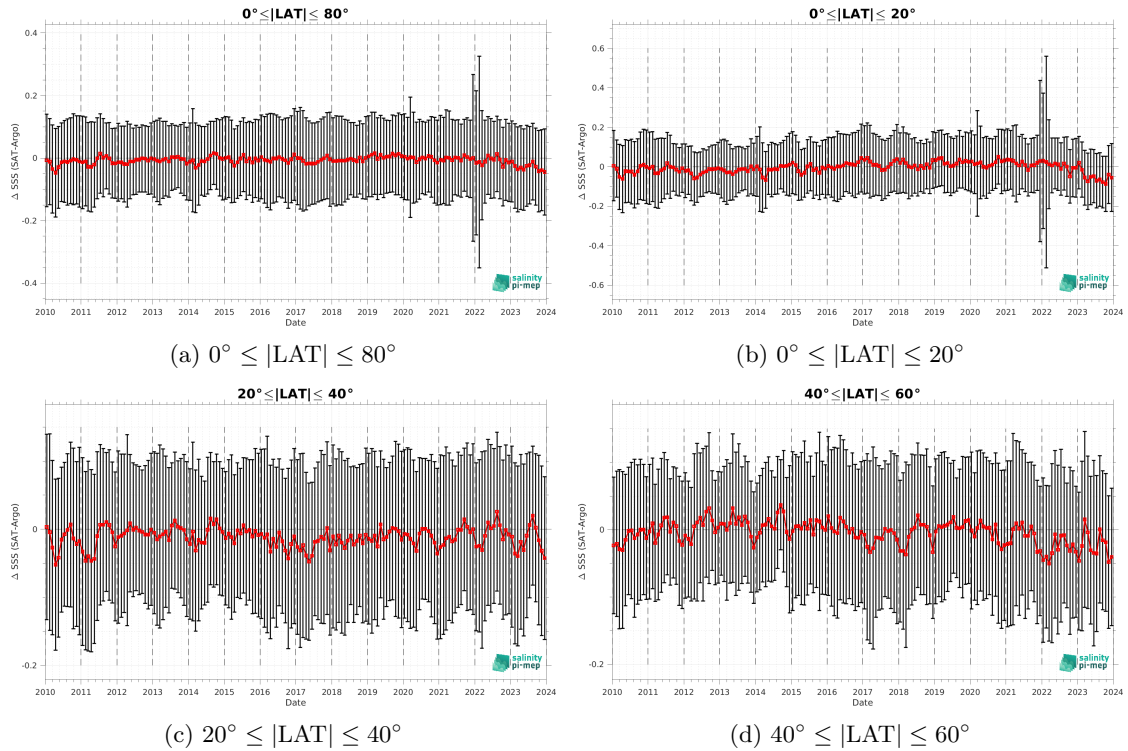 0°≤|LAT|≤ 80°
Δ SSS (SAT-Argo)
0.4
0.2
0
-0.2
-0.4
salinity
pi-mep
2010 2011 2012 2013 2014 2015 2016 2017 2018 2019 2020 2021 2022 2023 2024
Date
(a) 0° ≤ |LAT| ≤ 80°
0°≤|LAT|≤ 20°
Δ SSS (SAT-Argo)
0.6
0.4
0.2
0
-0.2
-0.4
-0.6
salinity
pi-mep
2010 2011 2012 2013 2014 2015 2016 2017 2018 2019 2020 2021 2022 2023 2024
Date
(b) 0° ≤ |LAT| ≤ 20°
20°≤|LAT|≤ 40°
Δ SSS (SAT-Argo)
0
-0.2
salinity
pi-mep
2010 2011 2012 2013 2014 2015 2016 2017 2018 2019 2020 2021 2022 2023 2024
Date
(c) 20° ≤ |LAT| ≤ 40°
40°≤|LAT|≤ 60°
Δ SSS (SAT-Argo)
0
-0.2
salinity
pi-mep
2010 2011 2012 2013 2014 2015 2016 2017 2018 2019 2020 2021 2022 2023 2024
Date
(d) 40° ≤ |LAT| ≤ 60°